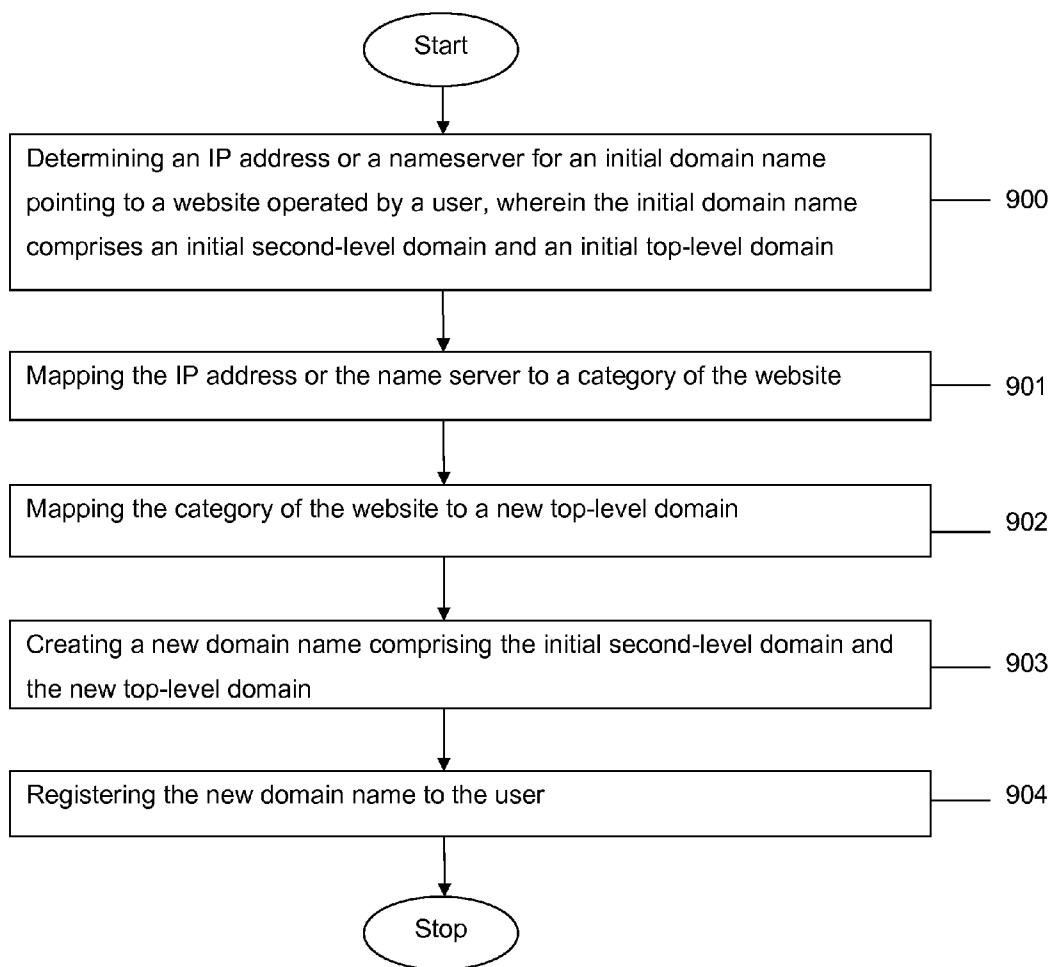 Start
Determining an IP address or a nameserver for an initial domain name
pointing to a website operated by a user, wherein the initial domain name
comprises an initial second-level domain and an initial top-level domain
900
Mapping the IP address or the name server to a category of the website
901
Mapping the category of the website to a new top-level domain
902
Creating a new domain name comprising the initial second-level domain and
the new top-level domain
903
Registering the new domain name to the user
904
Stop